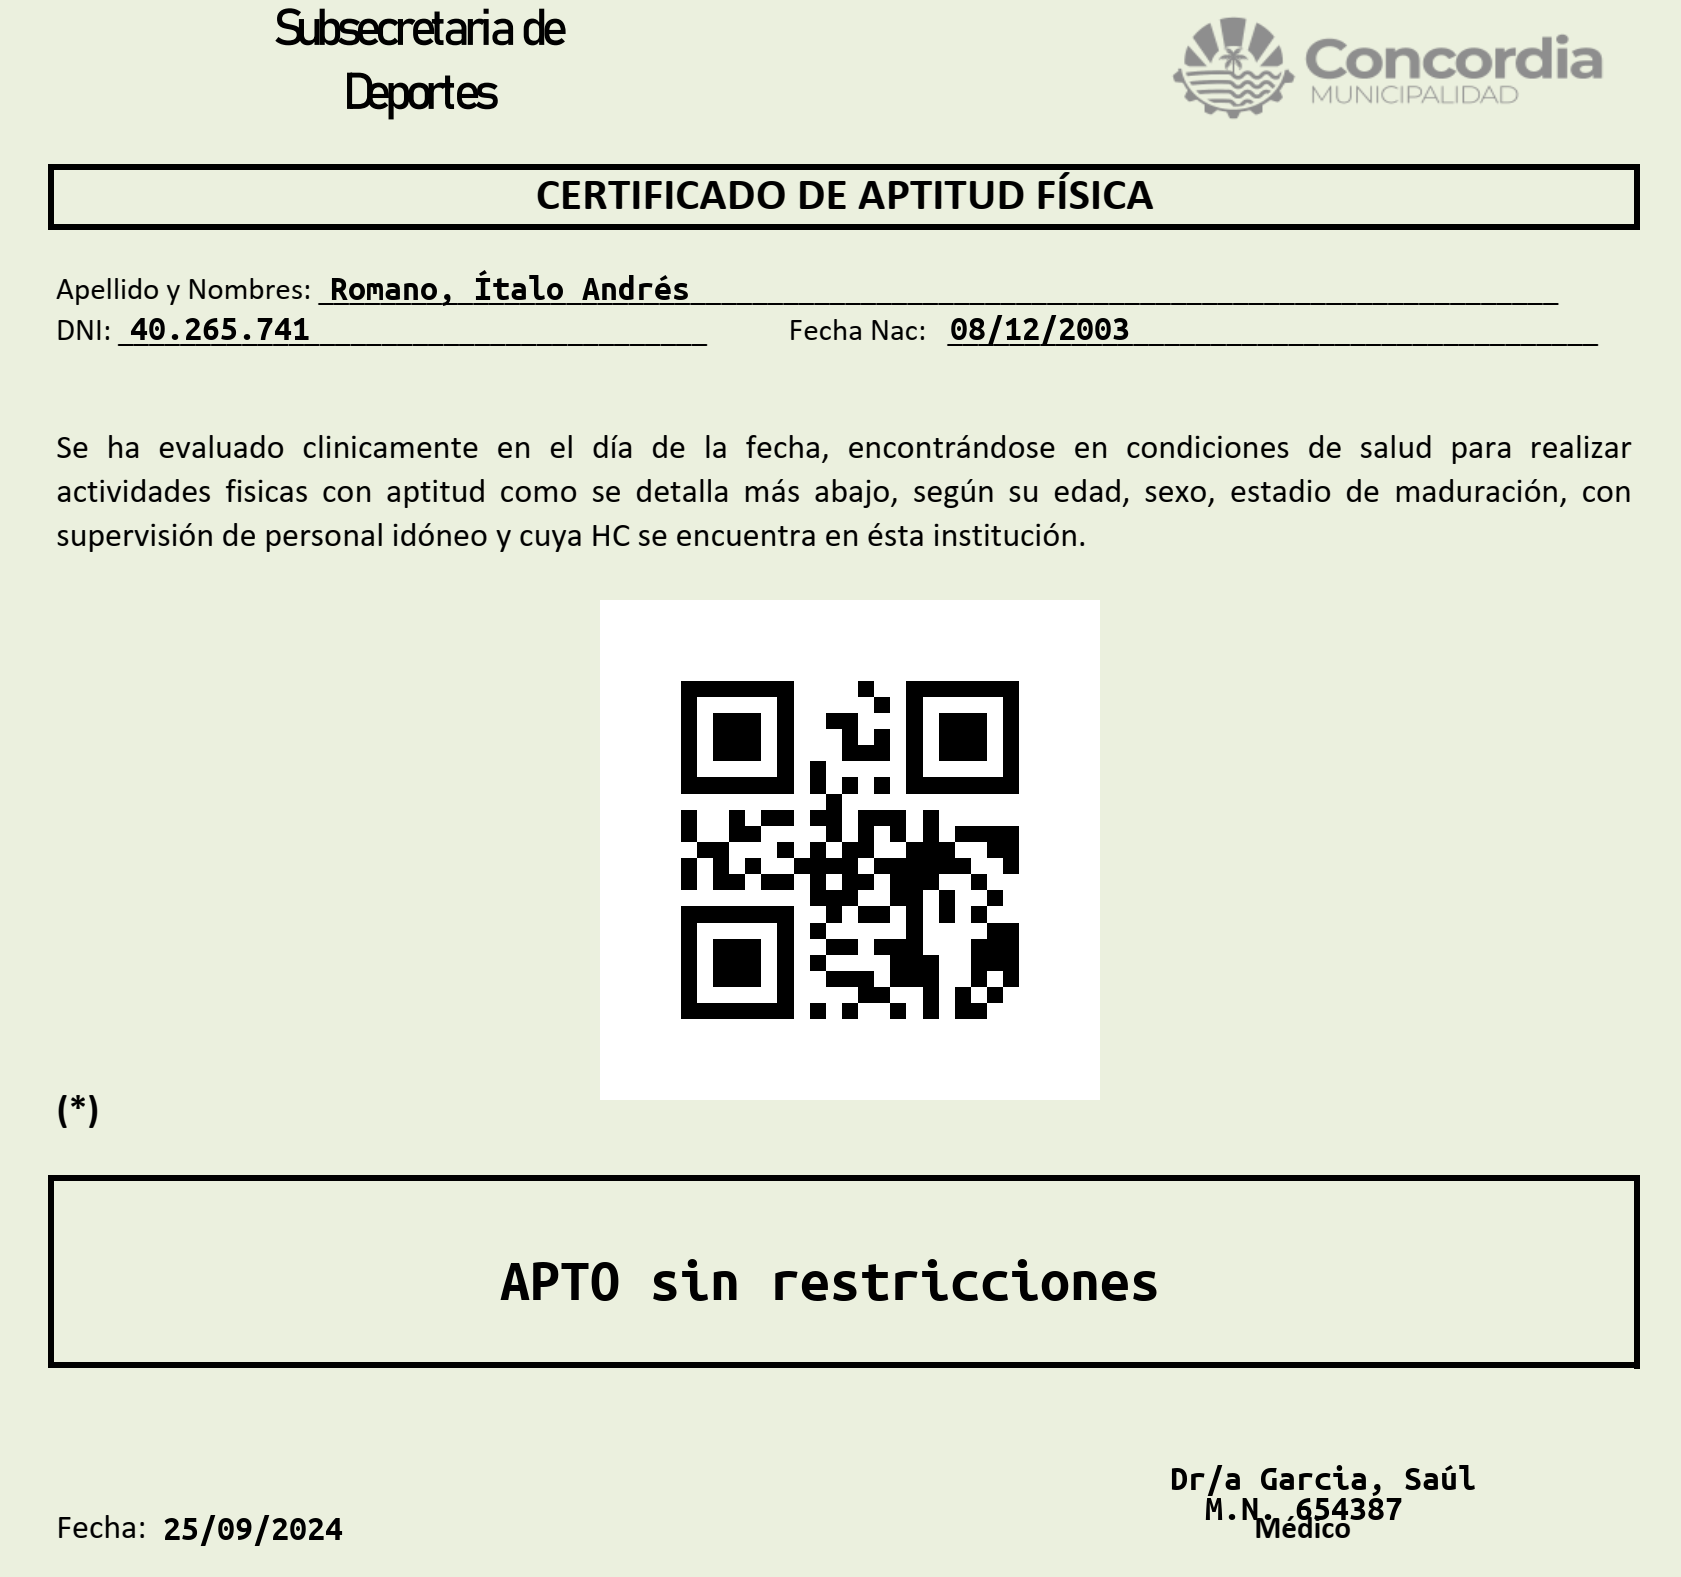 Subsecretaria de
Deportes
Concordia
MUNICIPALIDAD
CERTIFICADO DE APTITUD FÍSICA
Apellido y Nombres: Romano, Ítalo Andrés
DNI: 40.265.741 Fecha Nac: 08/12/2003
Se ha evaluado clinicamente en el día de la fecha, encontrándose en condiciones de salud para realizar
actividades fisicas con aptitud como se detalla más abajo, según su edad, sexo, estadio de maduración, con
supervisión de personal idóneo y cuya HC se encuentra en ésta institución.
(*)
APTO sin restricciones
Dr/a Garcia, Saúl
M.N. 654387
Médico
Fecha: 25/09/2024